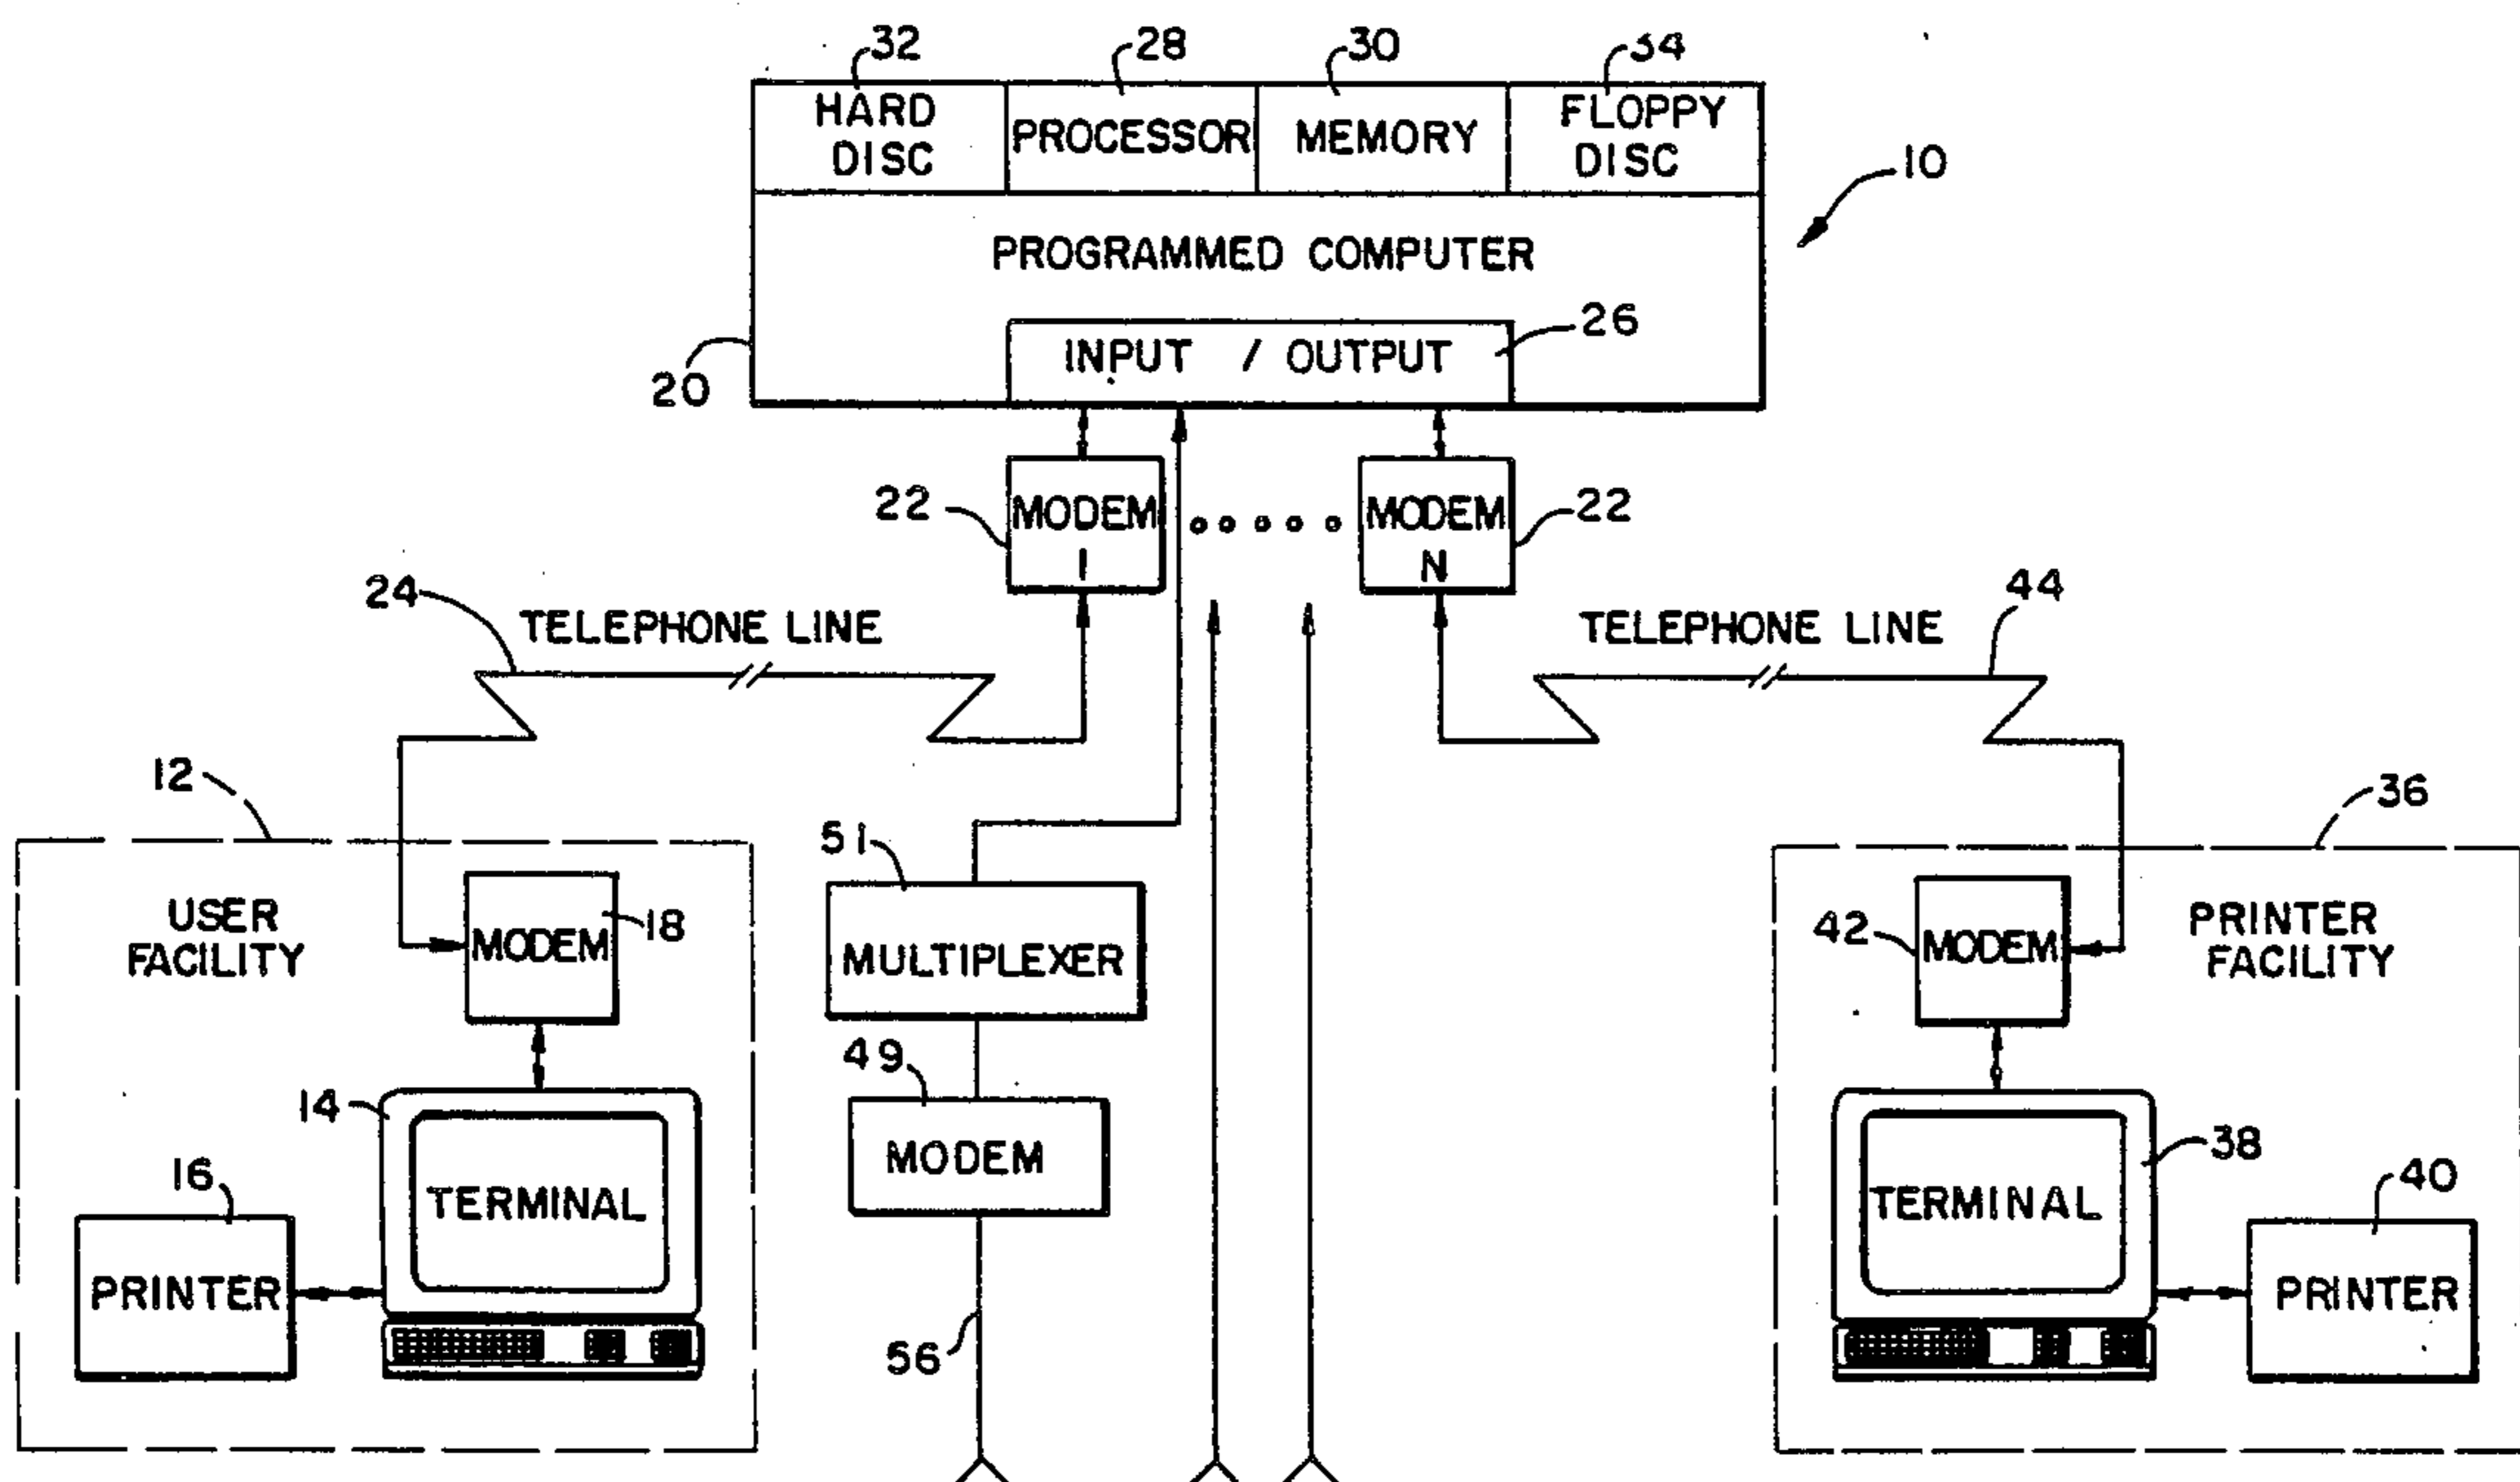 32
28
30
34
HARD
DISC
PROCESSOR
MEMORY
FLOPPY
DISC
10
PROGRAMMED COMPUTER
26
INPUT / OUTPUT
20
22
MODEM
1
MODEM
N
22
24
TELEPHONE LINE
TELEPHONE LINE
44
12
36
51
USER
FACILITY
MODEM
18
MULTIPLEXER
42
MODEM
PRINTER
FACILITY
49
14
MODEM
38
16
TERMINAL
TERMINAL
40
PRINTER
PRINTER
56